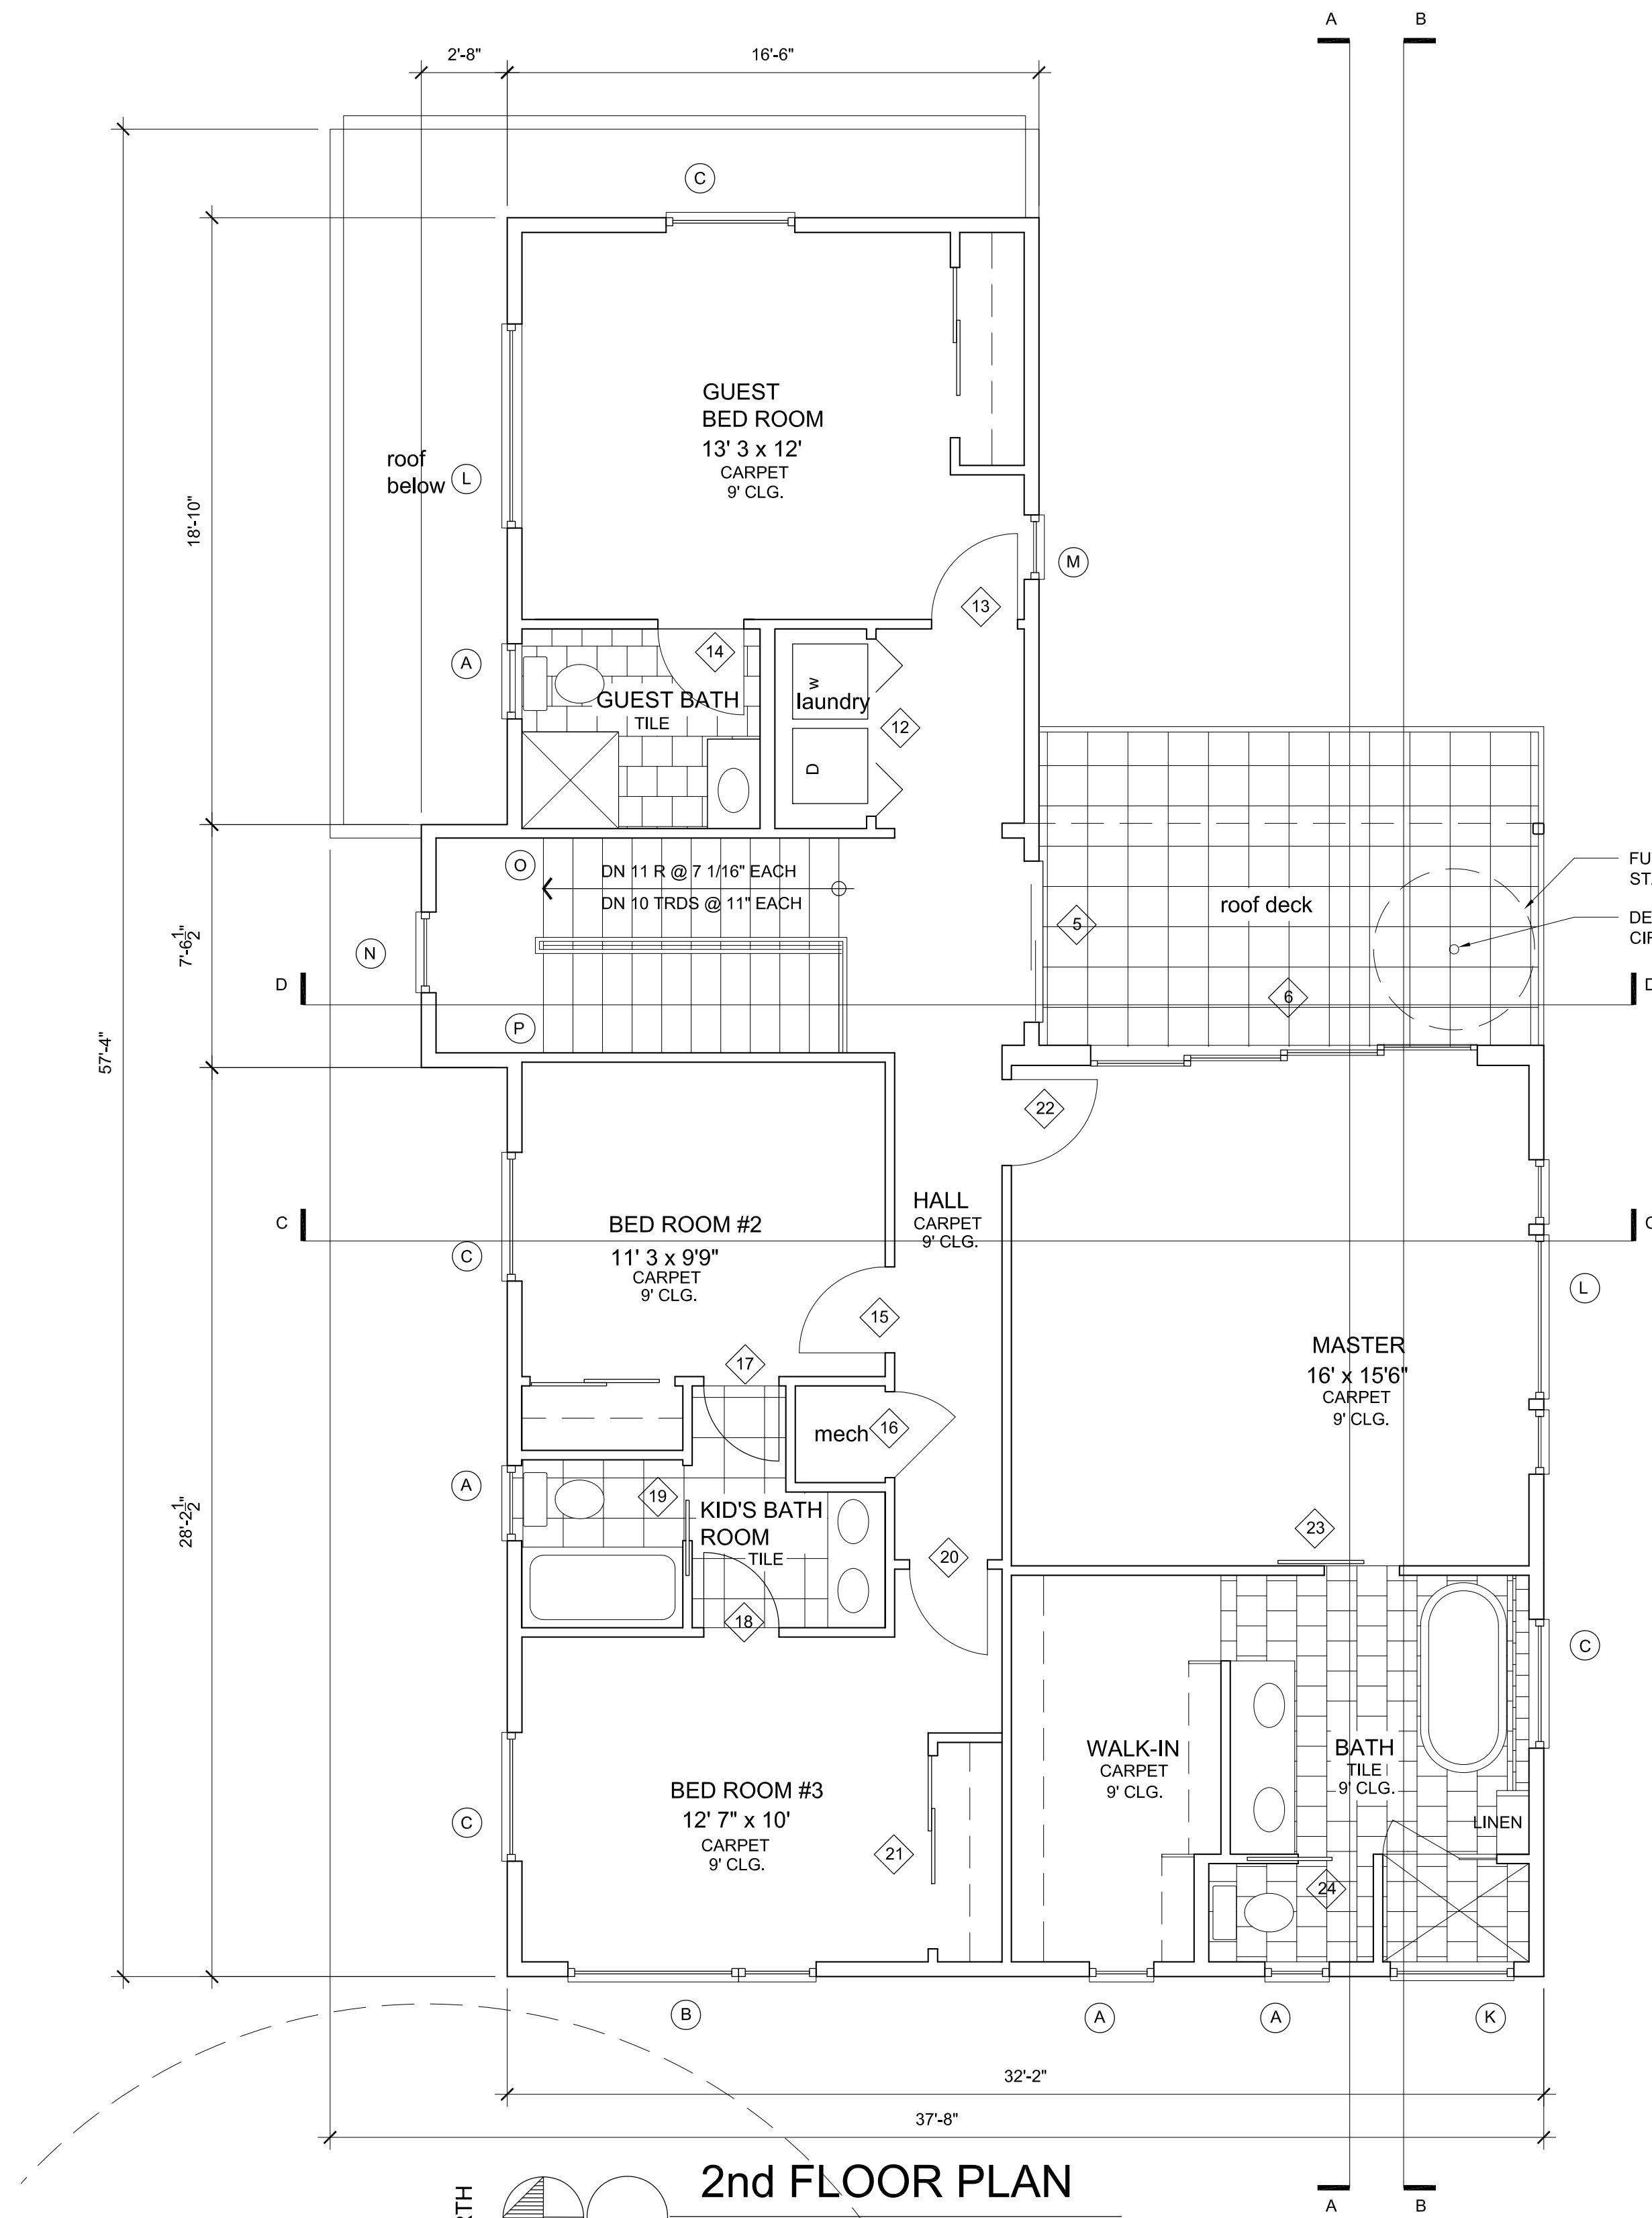 A
B
2'-8"
16'-6"
C
GUEST
BED ROOM
13' 3 x 12'
CARPET
9' CLG.
roof
below
L
18'-10"
M
13
14
A
GUEST BATH
TILE
W
laundry
12
D
O
DN 11 R @ 7 1/16" EACH
DN 10 TRDS @ 11" EACH
5
roof deck
6
N
7'-6 1/2"
D
P
57'-4"
22
HALL
CARPET
9' CLG.
C
BED ROOM #2
11' 3 x 9'9"
CARPET
9' CLG.
C
L
15
17
MASTER
16' x 15'6"
CARPET
9' CLG.
mech
16
A
19
KID'S BATH
ROOM
TILE
28'-2 1/2"
20
23
18
C
WALK-IN
CARPET
9' CLG.
BATH
TILE
9' CLG.
BED ROOM #3
12' 7" x 10'
CARPET
9' CLG.
C
LINEN
21
24
B
A
A
K
32'-2"
37'-8"
2nd FLOOR PLAN
A
B